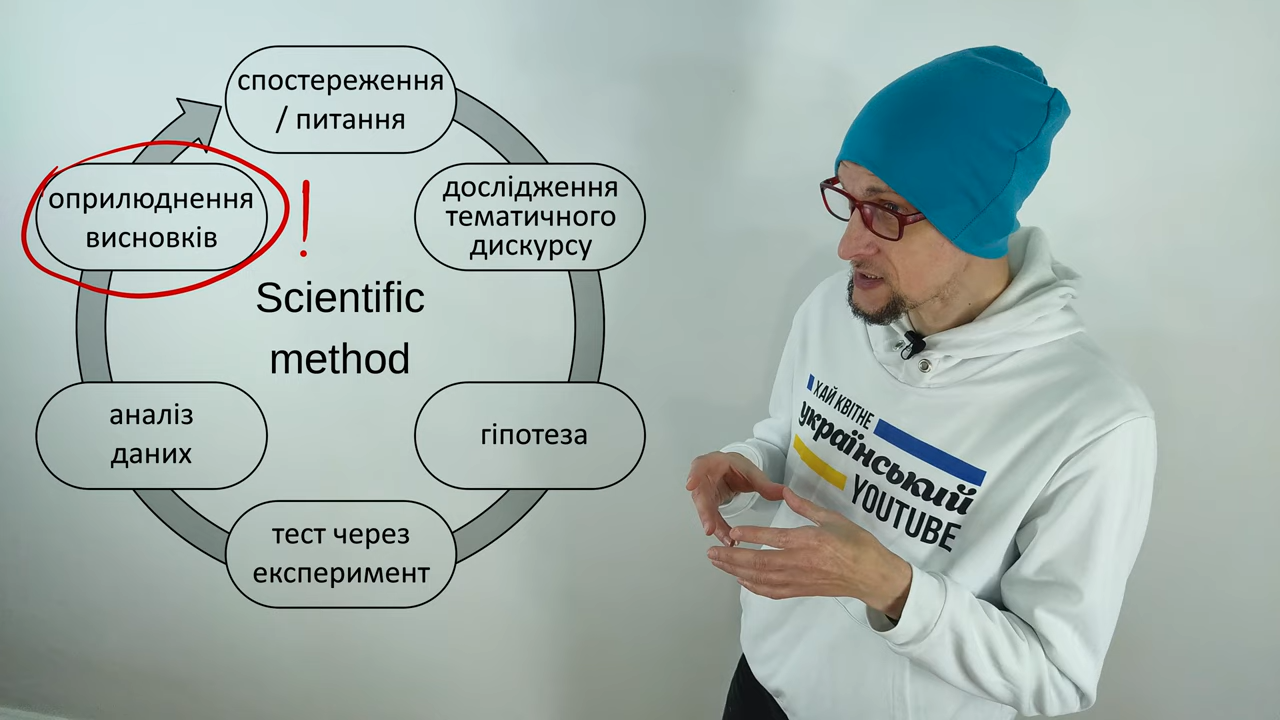 спостереження
/ питання
дослідження
тематичного
дискурсу
гіпотеза
тест через
експеримент
аналіз
даних
оприлюднення
висновків
!
Scientific
method
ХАЙ КВІТНЕ
український
YOUTUBE